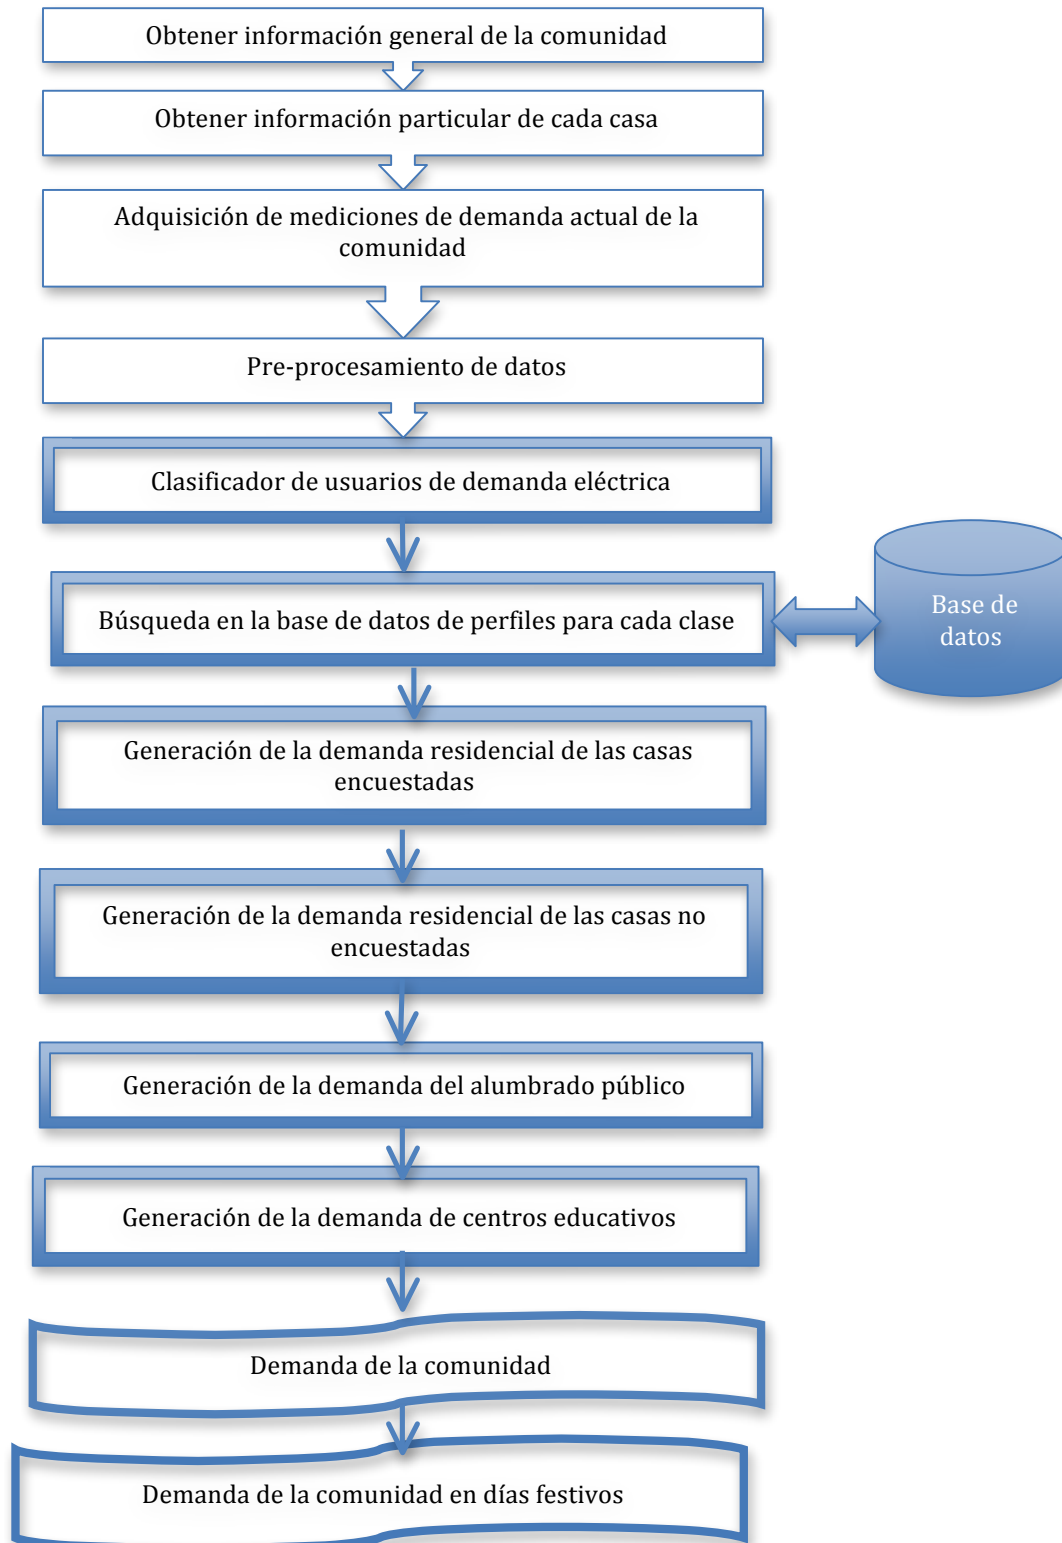 Obtener información general de la comunidad
Obtener información particular de cada casa
Adquisición de mediciones de demanda actual de la
comunidad
Pre-procesamiento de datos
Clasificador de usuarios de demanda eléctrica
Búsqueda en la base de datos de perfiles para cada clase
Base de
datos
Generación de la demanda residencial de las casas
encuestadas
Generación de la demanda residencial de las casas no
encuestadas
Generación de la demanda del alumbrado público
Generación de la demanda de centros educativos
Demanda de la comunidad
Demanda de la comunidad en días festivos